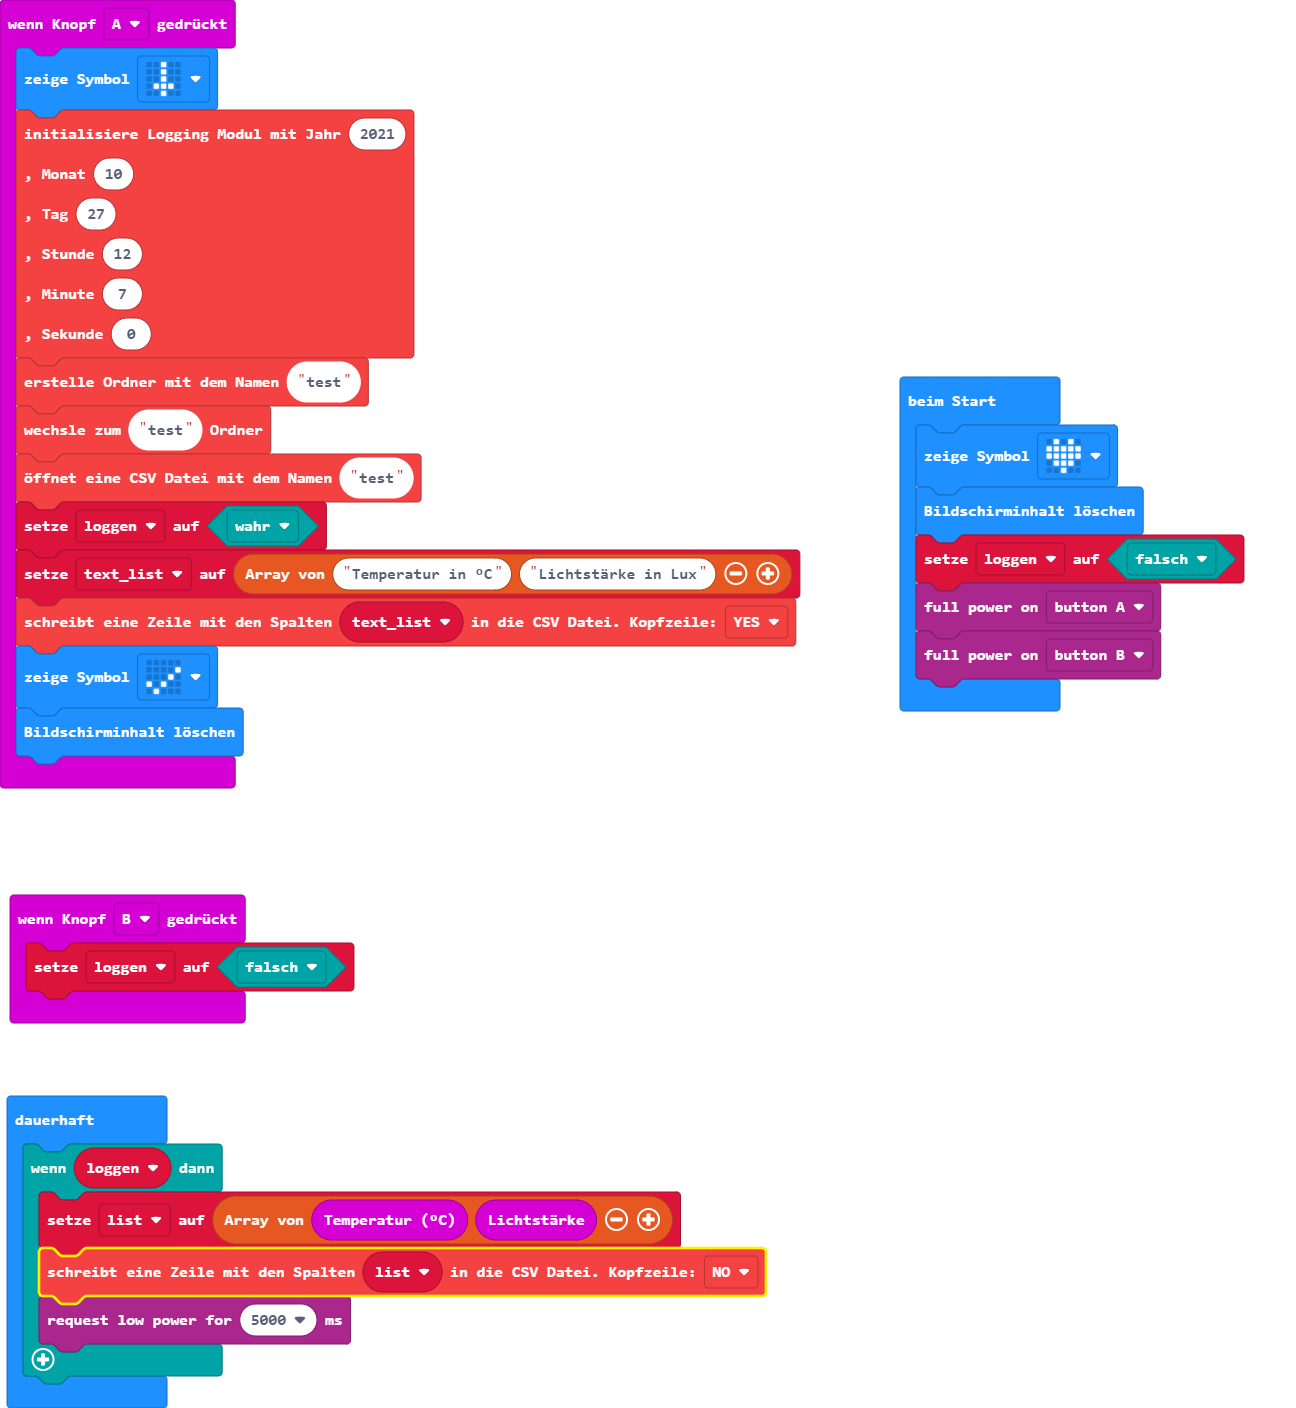 wenn Knopf A gedrückt
zeige Symbol
initialisiere Logging Modul mit Jahr 2021
, Monat 10
, Tag 27
, Stunde 12
, Minute 7
, Sekunde 0
erstelle Ordner mit dem Namen "test"
wechsle zum "test" Ordner
öffnet eine CSV Datei mit dem Namen "test"
setze loggen auf wahr
setze text_list auf Array von "Temperatur in ºC" "Lichtstärke in Lux"
schreibt eine Zeile mit den Spalten text_list in die CSV Datei. Kopfzeile: YES
zeige Symbol
Bildschirminhalt löschen
beim Start
zeige Symbol
Bildschirminhalt löschen
setze loggen auf falsch
full power on button A
full power on button B
wenn Knopf B gedrückt
setze loggen auf falsch
dauerhaft
wenn loggen dann
setze list auf Array von Temperatur (ºC) Lichtstärke
schreibt eine Zeile mit den Spalten list in die CSV Datei. Kopfzeile: NO
request low power for 5000 ms